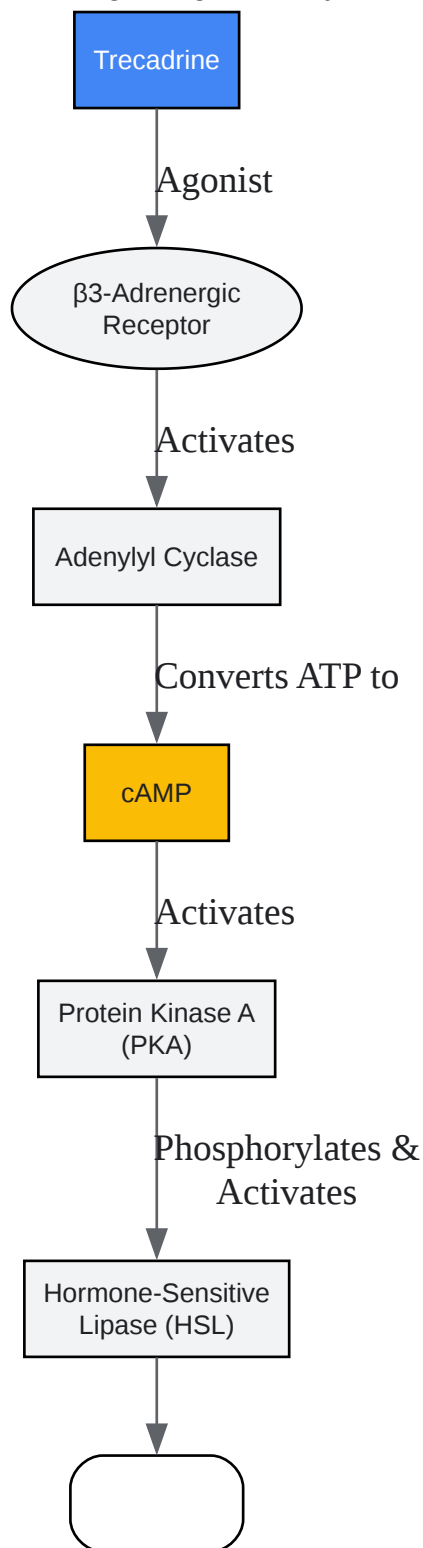 Trecadrine
Agonist
β3-Adrenergic
Receptor
Activates
Adenylyl Cyclase
Converts ATP to
cAMP
Activates
Protein Kinase A
(PKA)
Phosphorylates &
Activates
Hormone-Sensitive
Lipase (HSL)